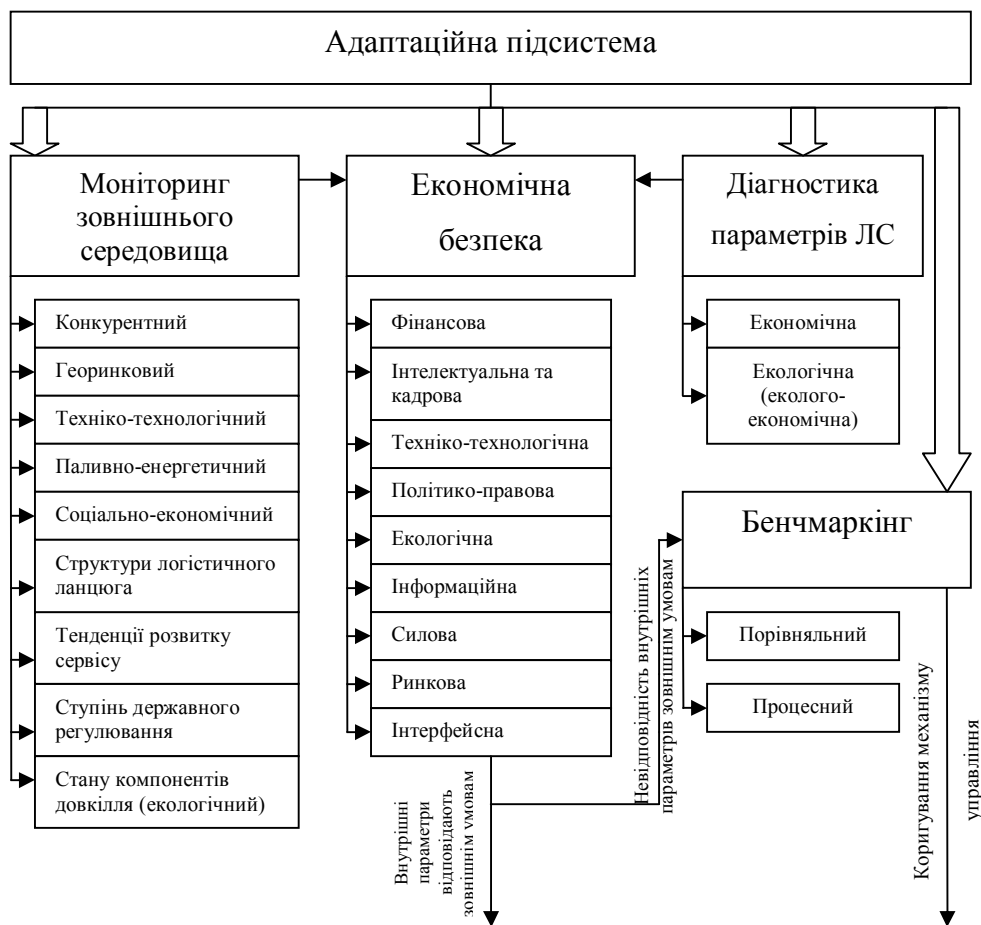 Адаптаційна підсистема
Моніторинг
зовнішнього
середовища
Економічна
безпека
Діагностика
параметрів ЛС
Конкурентний
Георинковий
Техніко-технологічний
Паливно-енергетичний
Соціально-економічний
Структури логістичного
ланцюга
Тенденції розвитку
сервісу
Ступінь державного
регулювання
Стану компонентів
довкілля (екологічний)
Фінансова
Інтелектуальна та
кадрова
Техніко-технологічна
Політико-правова
Екологічна
Інформаційна
Силова
Ринкова
Інтерфейсна
Економічна
Екологічна
(еколого-
економічна)
Бенчмаркінг
Порівняльний
Процесний
Внутрішні
параметри
відповідають
зовнішнім умовам
Невідповідність внутрішніх
параметрів зовнішнім умовам
Коригування механізму
управління